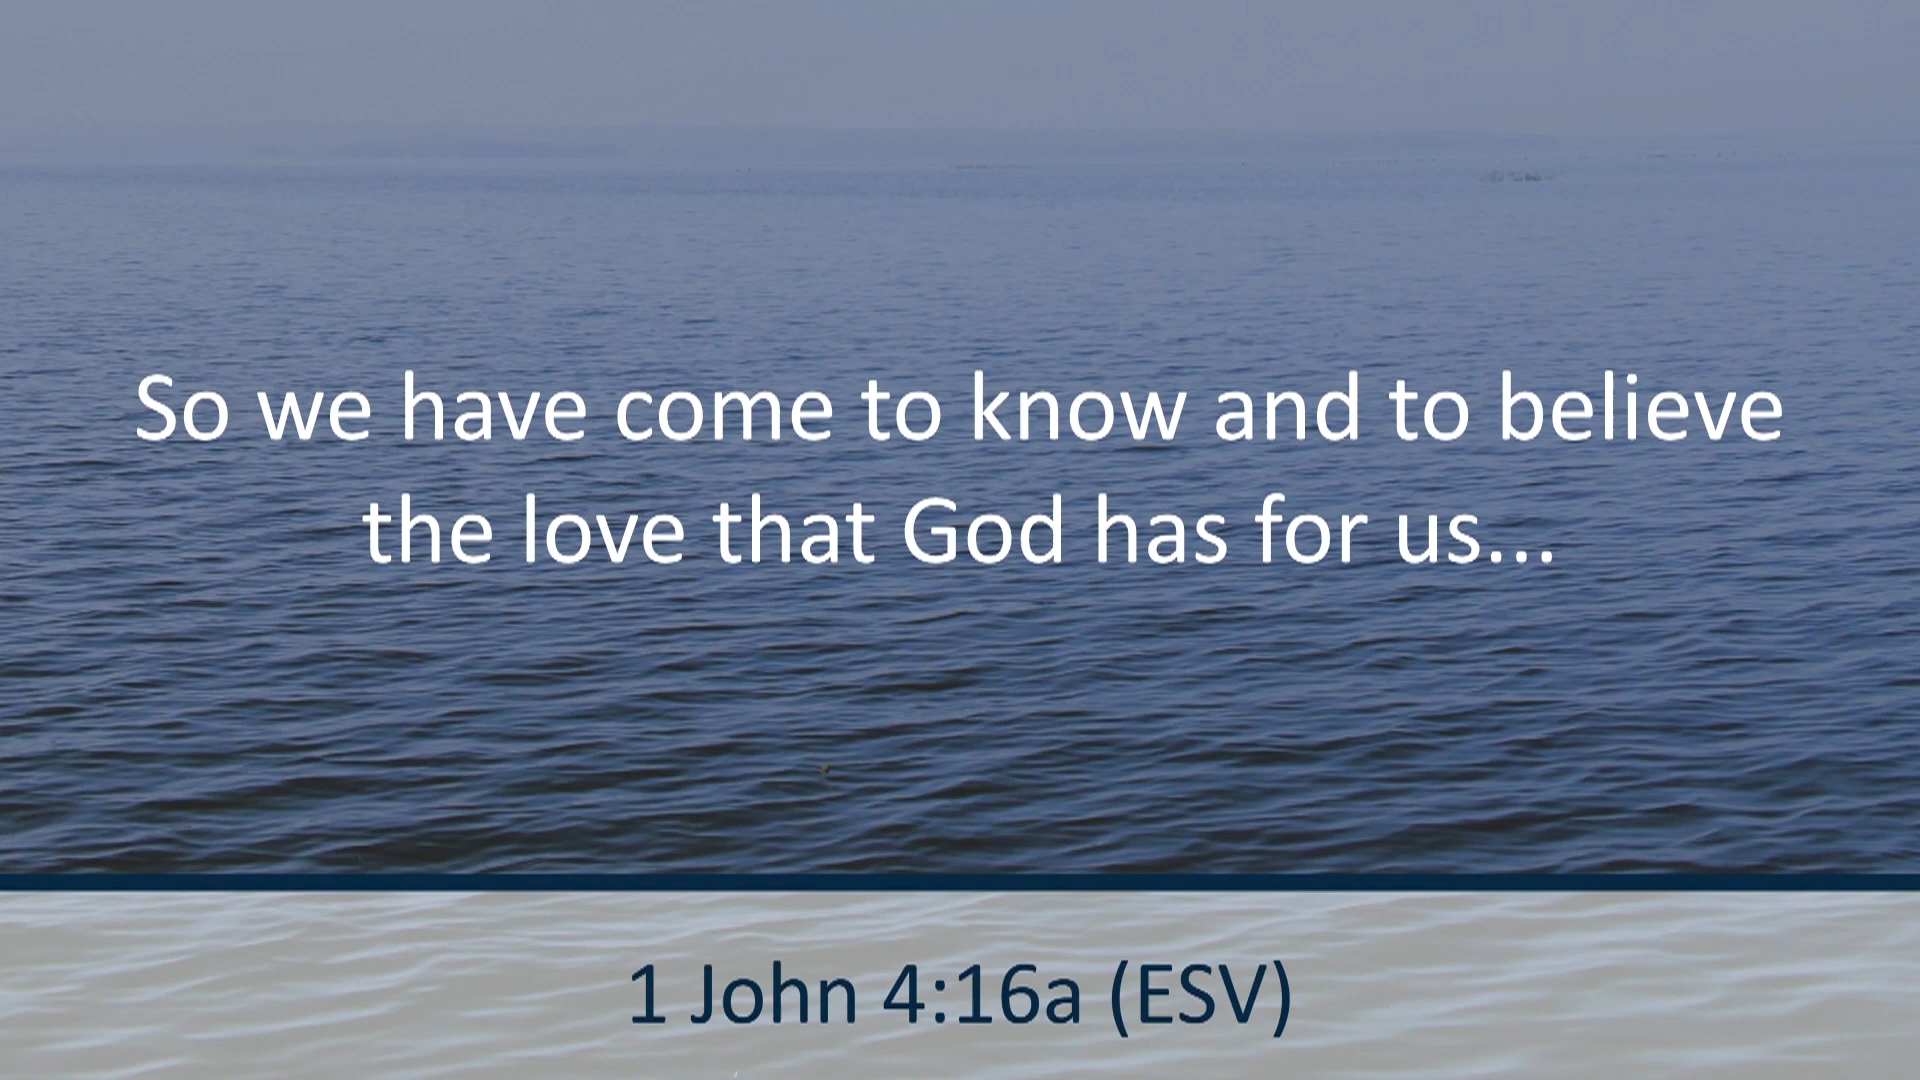 So we have come to know and to believe
the love that God has for us...
1 John 4:16a (ESV)